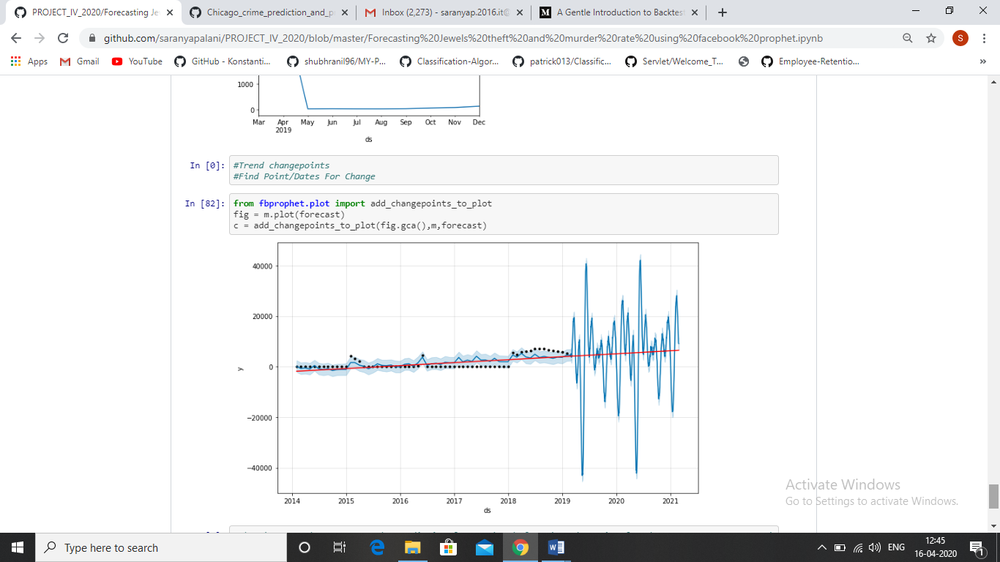 PROJECT_IV_2020/Forecasting Je
Chicago_crime_prediction_and_p
Inbox (2,273) - saranyap.2016.it@
A Gentle Introduction to Backtest
github.com/saranyapalani/PROJECT_IV_2020/blob/master/Forecasting%20Jewels%20theft%20and%20murder%20rate%20using%20facebook%20prophet.ipynb
S
Apps
Gmail
YouTube
GitHub - Konstanti...
shubhranil96/MY-P...
Classification-Algor...
patrick013/Classific...
Servlet/Welcome_T...
Employee-Retentio...
1000
0
Mar Apr May Jun Jul Aug Sep Oct Nov Dec
2019
ds
In [0]: #Trend changepoints
#Find Point/Dates For Change
In [82]: from fbprophet.plot import add_changepoints_to_plot
fig = m.plot(forecast)
c = add_changepoints_to_plot(fig.gca(),m,forecast)
40000
20000
0
−20000
−40000
y
2014 2015 2016 2017 2018 2019 2020 2021
ds
Activate Windows
Go to Settings to activate Windows.
Type here to search
ENG
12:45
16-04-2020
1